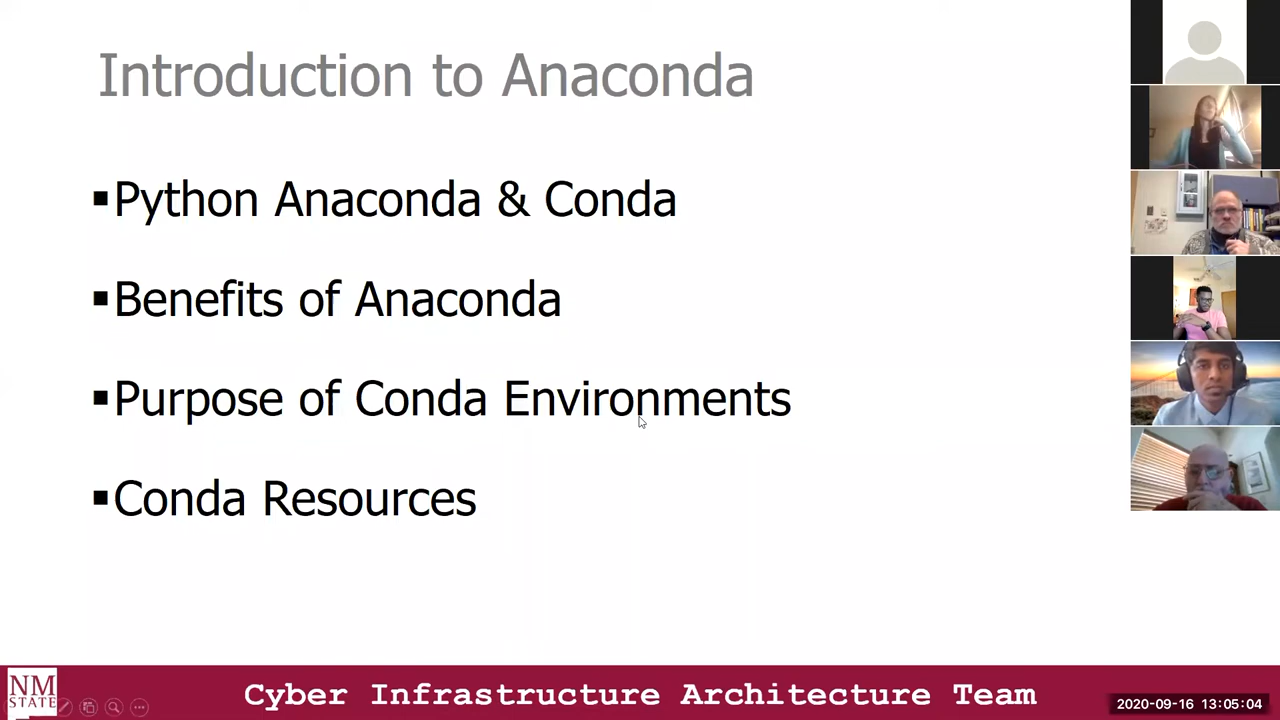 Introduction to Anaconda
▪Python Anaconda & Conda
▪Benefits of Anaconda
▪Purpose of Conda Environments
▪Conda Resources
NM
STATE
Cyber Infrastructure Architecture Team
2020-09-16 13:05:04